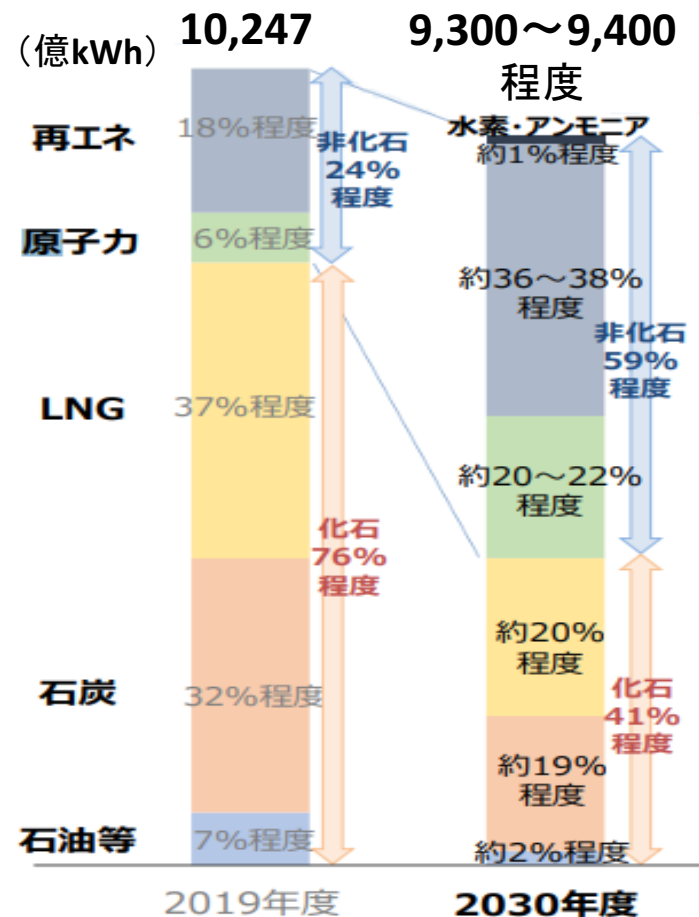 （億kWh）
10,247
9,300～9,400
程度
再エネ
原子力
LNG
石炭
石油等
18%程度
6%程度
37%程度
32%程度
7%程度
非化石
24%
程度
化石
76%
程度
水素・アンモニア
約1%程度
約36～38%
程度
約20～22%
程度
約20%
程度
約19%
程度
約2%程度
非化石
59%
程度
化石
41%
程度
2019年度
2030年度